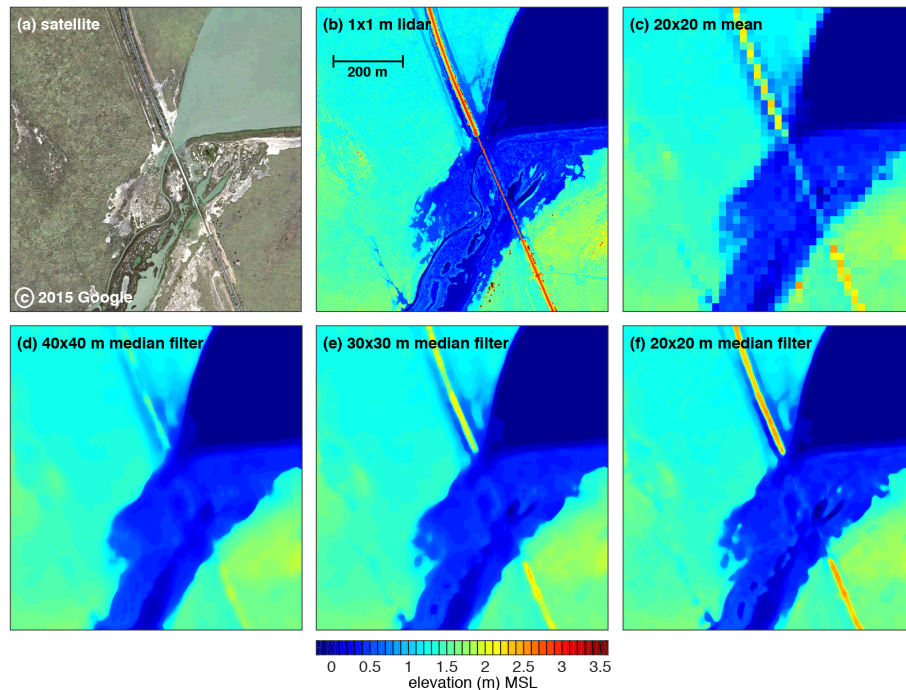 (a) satellite
© 2015 Google
(b) 1x1 m lidar
200 m
(c) 20x20 m mean
(d) 40x40 m median filter
(e) 30x30 m median filter
(f) 20x20 m median filter
0 0.5 1 1.5 2 2.5 3 3.5
elevation (m) MSL